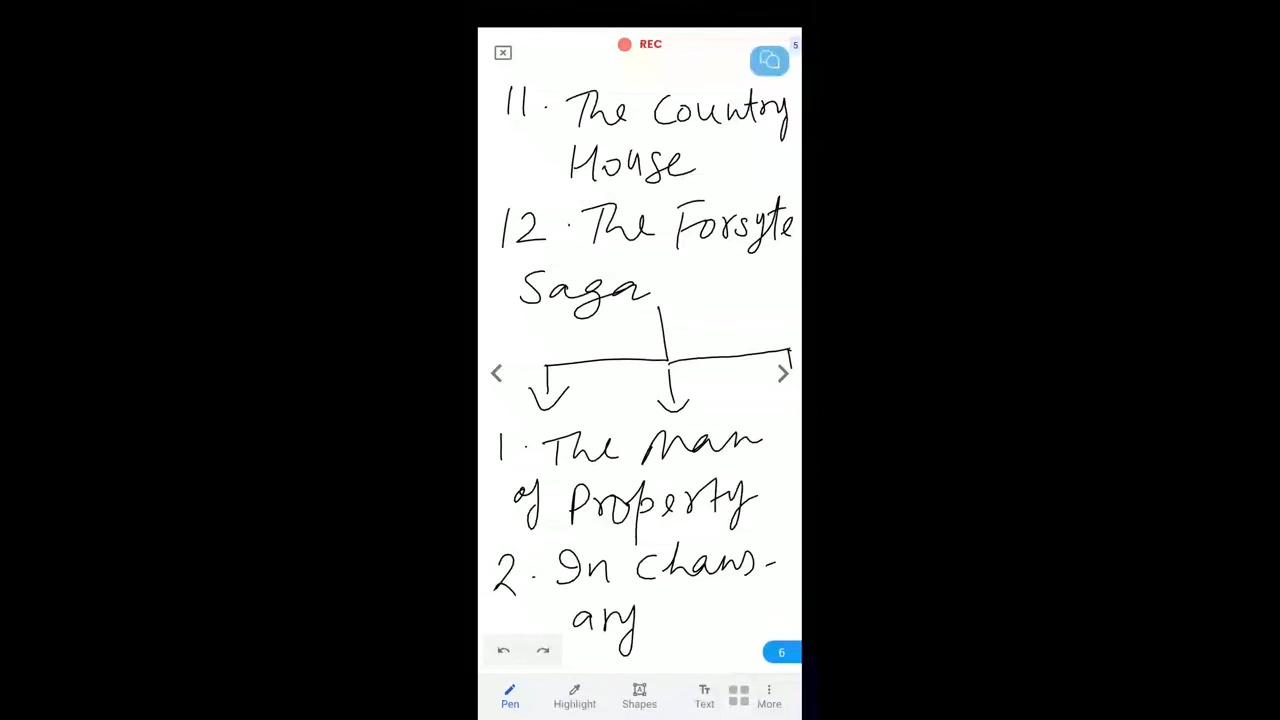 REC
5
11. The Country
House
12. The Forsyte
Saga
1. The Man
of Property
2. In Chans-
ary
6
Pen Highlight Shapes Text More